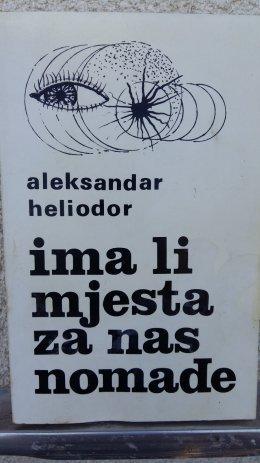 aleksandar
heliodor
ima li
mjesta
za nas
nomade